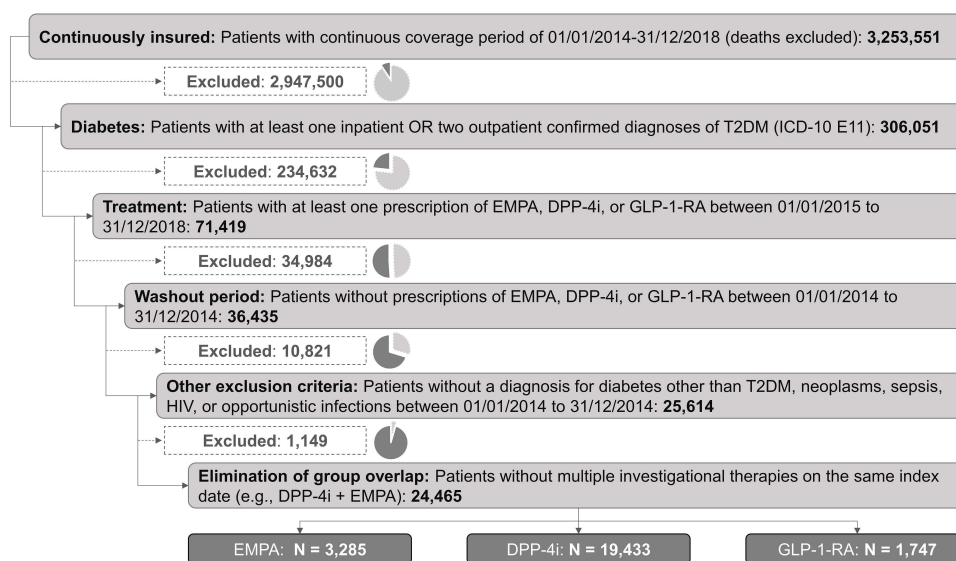 Continuously insured: Patients with continuous coverage period of 01/01/2014-31/12/2018 (deaths excluded): 3,253,551
Excluded: 2,947,500
Diabetes: Patients with at least one inpatient OR two outpatient confirmed diagnoses of T2DM (ICD-10 E11): 306,051
Excluded: 234,632
Treatment: Patients with at least one prescription of EMPA, DPP-4i, or GLP-1-RA between 01/01/2015 to
31/12/2018: 71,419
Excluded: 34,984
Washout period: Patients without prescriptions of EMPA, DPP-4i, or GLP-1-RA between 01/01/2014 to
31/12/2014: 36,435
Excluded: 10,821
Other exclusion criteria: Patients without a diagnosis for diabetes other than T2DM, neoplasms, sepsis,
HIV, or opportunistic infections between 01/01/2014 to 31/12/2014: 25,614
Excluded: 1,149
Elimination of group overlap: Patients without multiple investigational therapies on the same index
date (e.g., DPP-4i + EMPA): 24,465
EMPA: N = 3,285
DPP-4i: N = 19,433
GLP-1-RA: N = 1,747